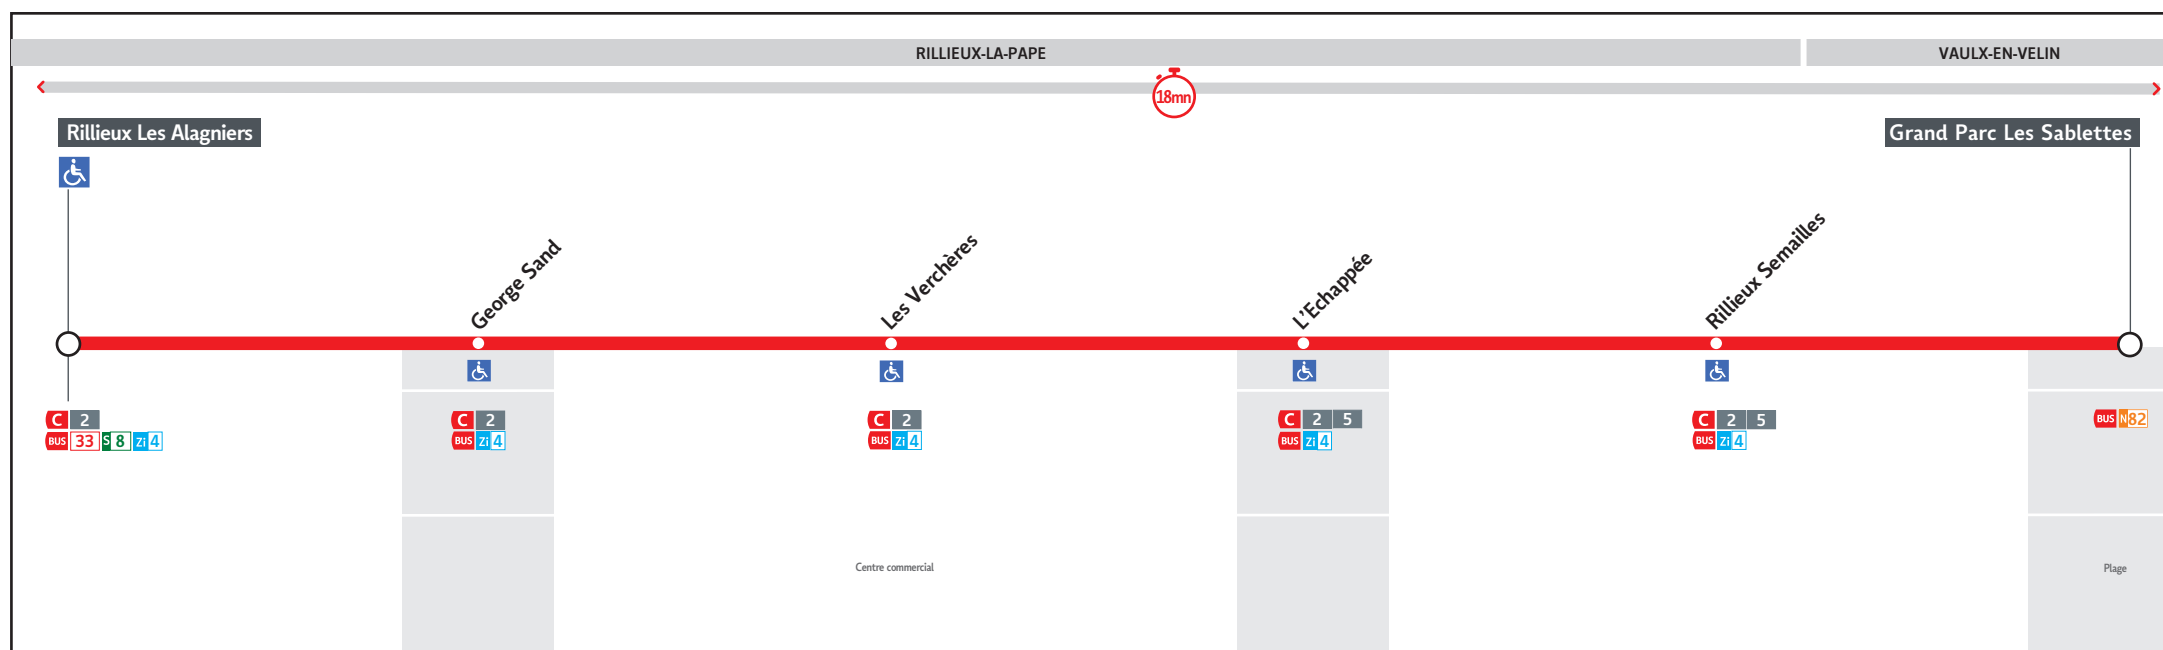 RILLIEUX-LA-PAPE VAULX-EN-VELIN
18mn
Rillieux Les Alagniers
Grand Parc Les Sablettes
George Sand
Les Verchères
L'Echappée
Rillieux Semailles
C 2
BUS 33 S 8 Zi 4
C 2
BUS Zi 4
C 2
BUS Zi 4
C 2 5
BUS Zi 4
C 2 5
BUS Zi 4
BUS N82
Centre commercial
Plage